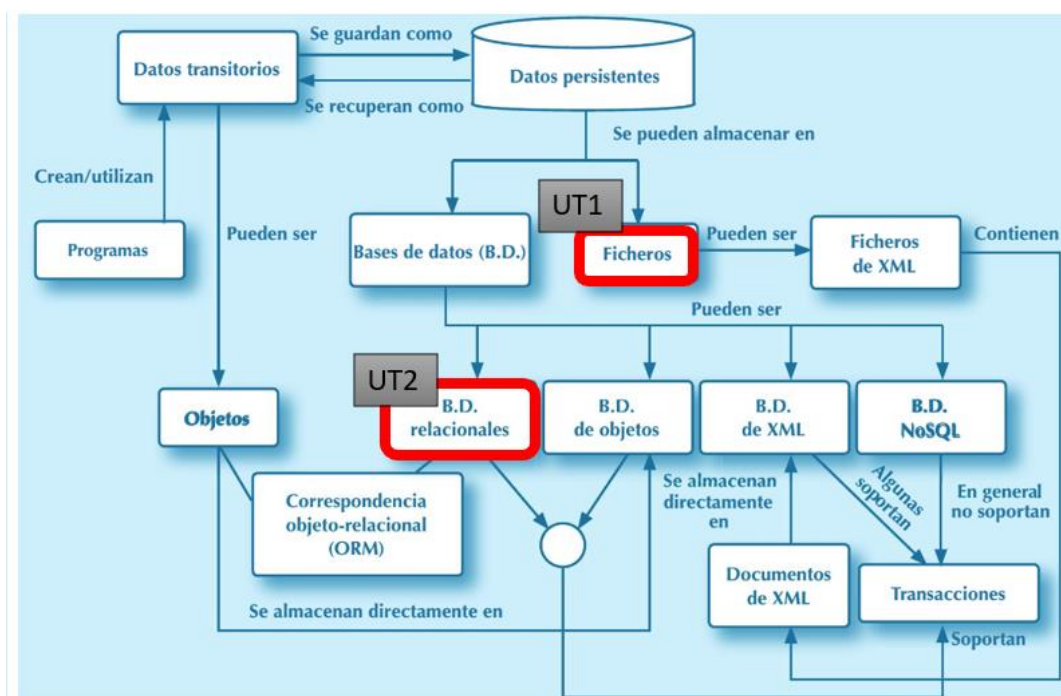 Se guardan como
Datos transitorios
Datos persistentes
Se recuperan como
Se pueden almacenar en
Crean/utilizan
UT1
Programas
Pueden ser
Bases de datos (B.D.)
Ficheros
Pueden ser
Ficheros
de XML
Contienen
Pueden ser
UT2
Objetos
B.D.
relacionales
B.D.
de objetos
B.D.
de XML
B.D.
NoSQL
Correspondencia
objeto-relacional
(ORM)
Se almacenan
directamente
en
Algunas
soportan
En general
no soportan
Se almacenan directamente en
Documentos
de XML
Transacciones
Soportan